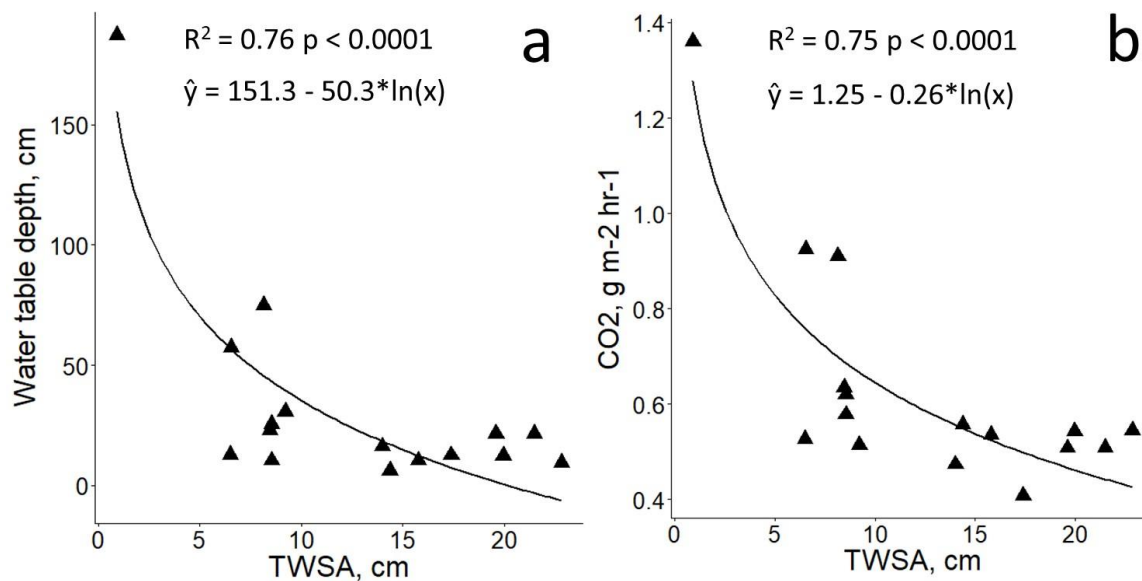 R² = 0.76 p < 0.0001
a
ŷ = 151.3 - 50.3*ln(x)
Water table depth, cm
150
100
50
0
0 5 10 15 20
TWSA, cm
R² = 0.75 p < 0.0001
b
ŷ = 1.25 - 0.26*ln(x)
CO2, g m-2 hr-1
1.4
1.2
1.0
0.8
0.6
0.4
0 5 10 15 20
TWSA, cm